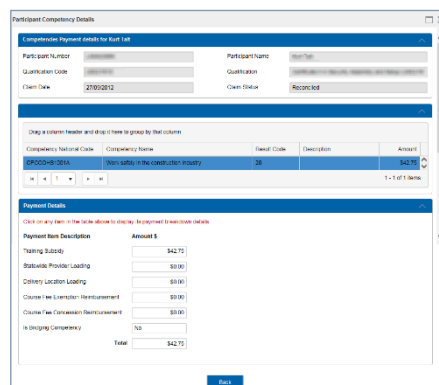 Participant Competency Details
Competencies Payment details for Kurt Tait
Participant Number Participant Name
Qualification Code Qualification
Claim Date 27/09/2012 Claim Status Reconciled
Drag a column header and drop it here to group by that column
Competency National Code Competency Name Result Code Description Amount
CPCCOHS1001A Work safely in the construction industry 20 $42.75
1 1 - 1 of 1 items
Payment Details
Click on any item in the table above to display its payment breakdown details
Payment Item Description Amount $
Training Subsidy $42.75
Statewide Provider Loading $0.00
Delivery Location Loading $0.00
Course Fee Exemption Reimbursement $0.00
Course Fee Concession Reimbursement $0.00
Is Bridging Competency No
Total $42.75
Back